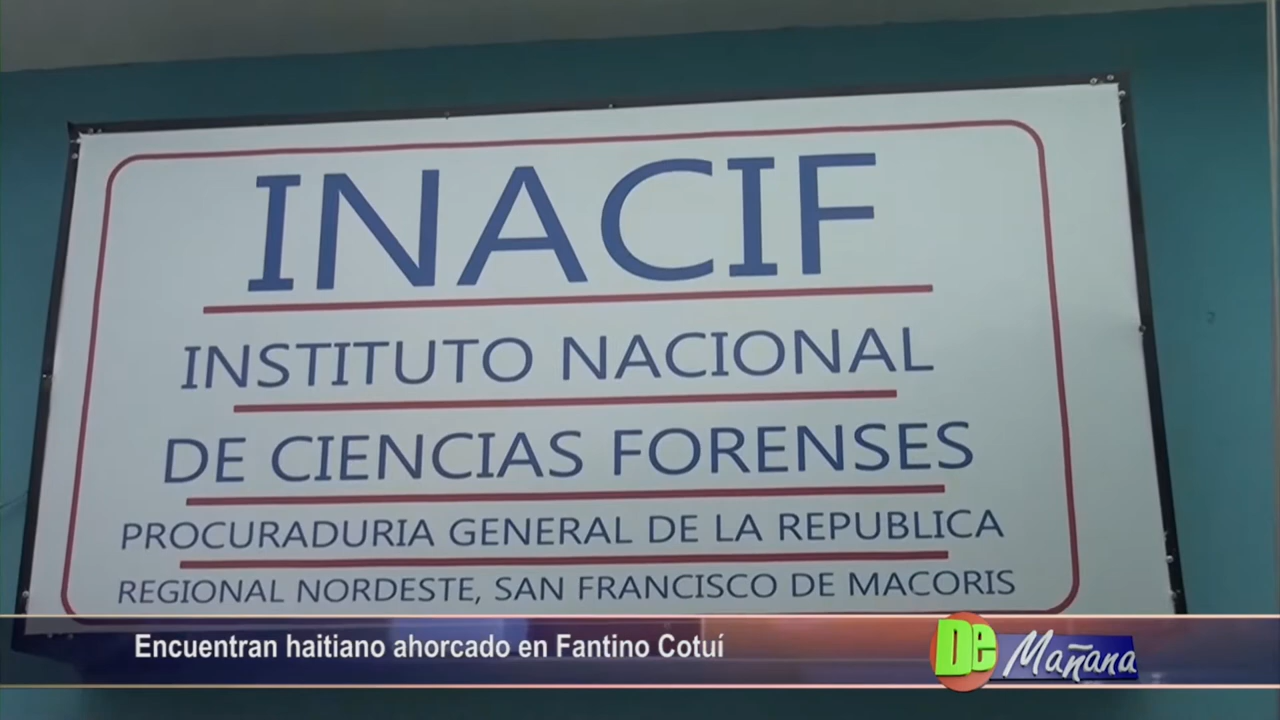 INACIF
INSTITUTO NACIONAL
DE CIENCIAS FORENSES
PROCURADURIA GENERAL DE LA REPUBLICA
REGIONAL NORDESTE, SAN FRANCISCO DE MACORIS
Encuentran haitiano ahorcado en Fantino Cotuí
De Mañana